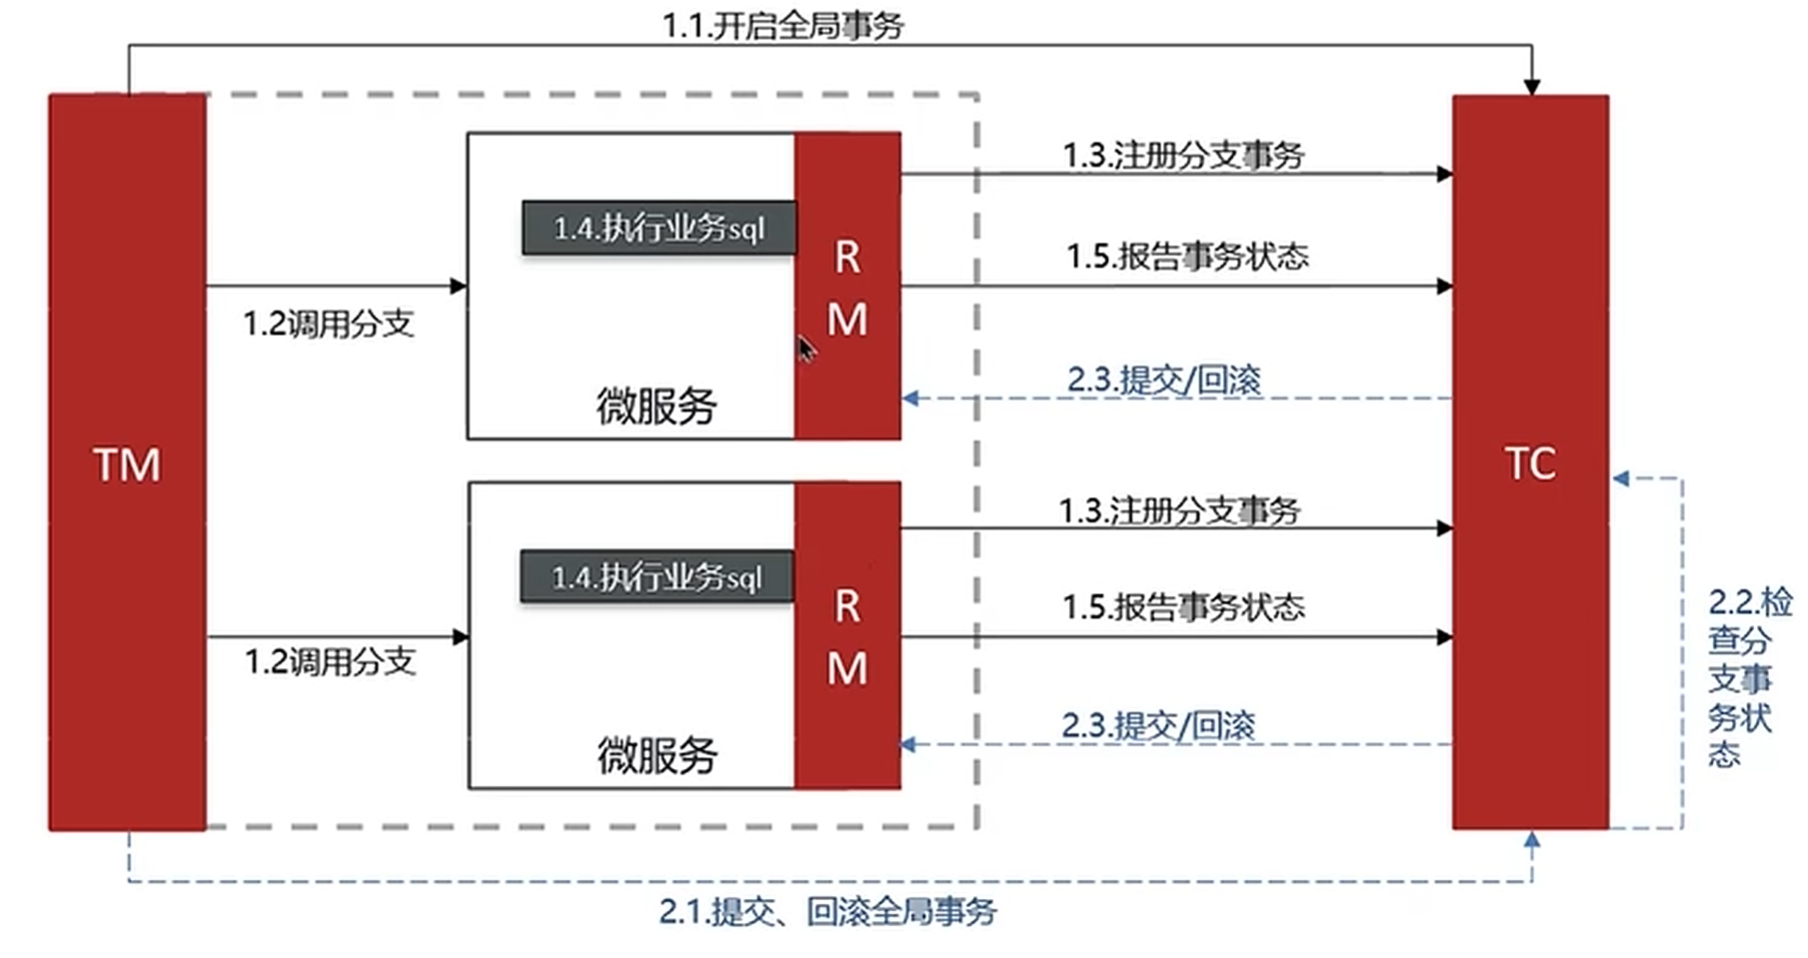 1.1.开启全局事务
TM
1.2调用分支
1.4.执行业务sql
微服务
R
M
1.3.注册分支事务
1.5.报告事务状态
2.3.提交/回滚
1.2调用分支
1.4.执行业务sql
微服务
R
M
1.3.注册分支事务
1.5.报告事务状态
2.3.提交/回滚
TC
2.2.检
查分
支事
务状
态
2.1.提交、回滚全局事务